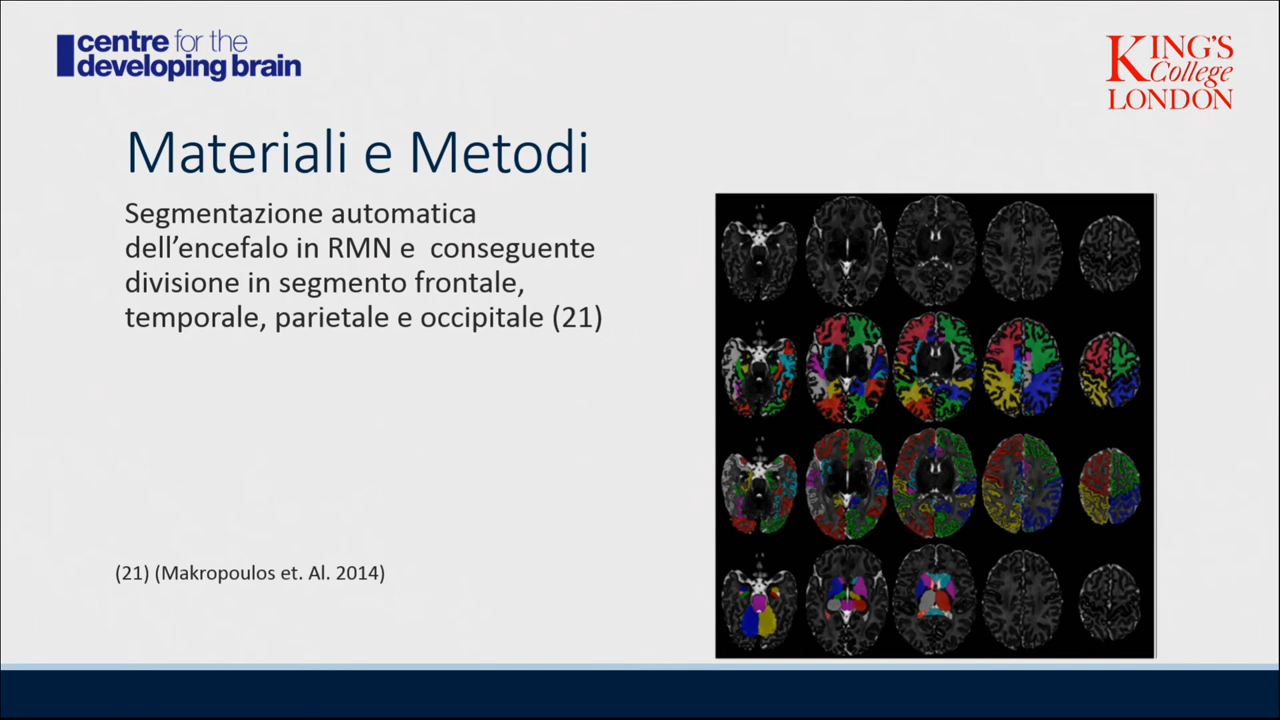 centre for the
developing brain
KING'S
College
LONDON
Materiali e Metodi
Segmentazione automatica
dell’encefalo in RMN e  conseguente
divisione in segmento frontale,
temporale, parietale e occipitale (21)
(21) (Makropoulos et. Al. 2014)